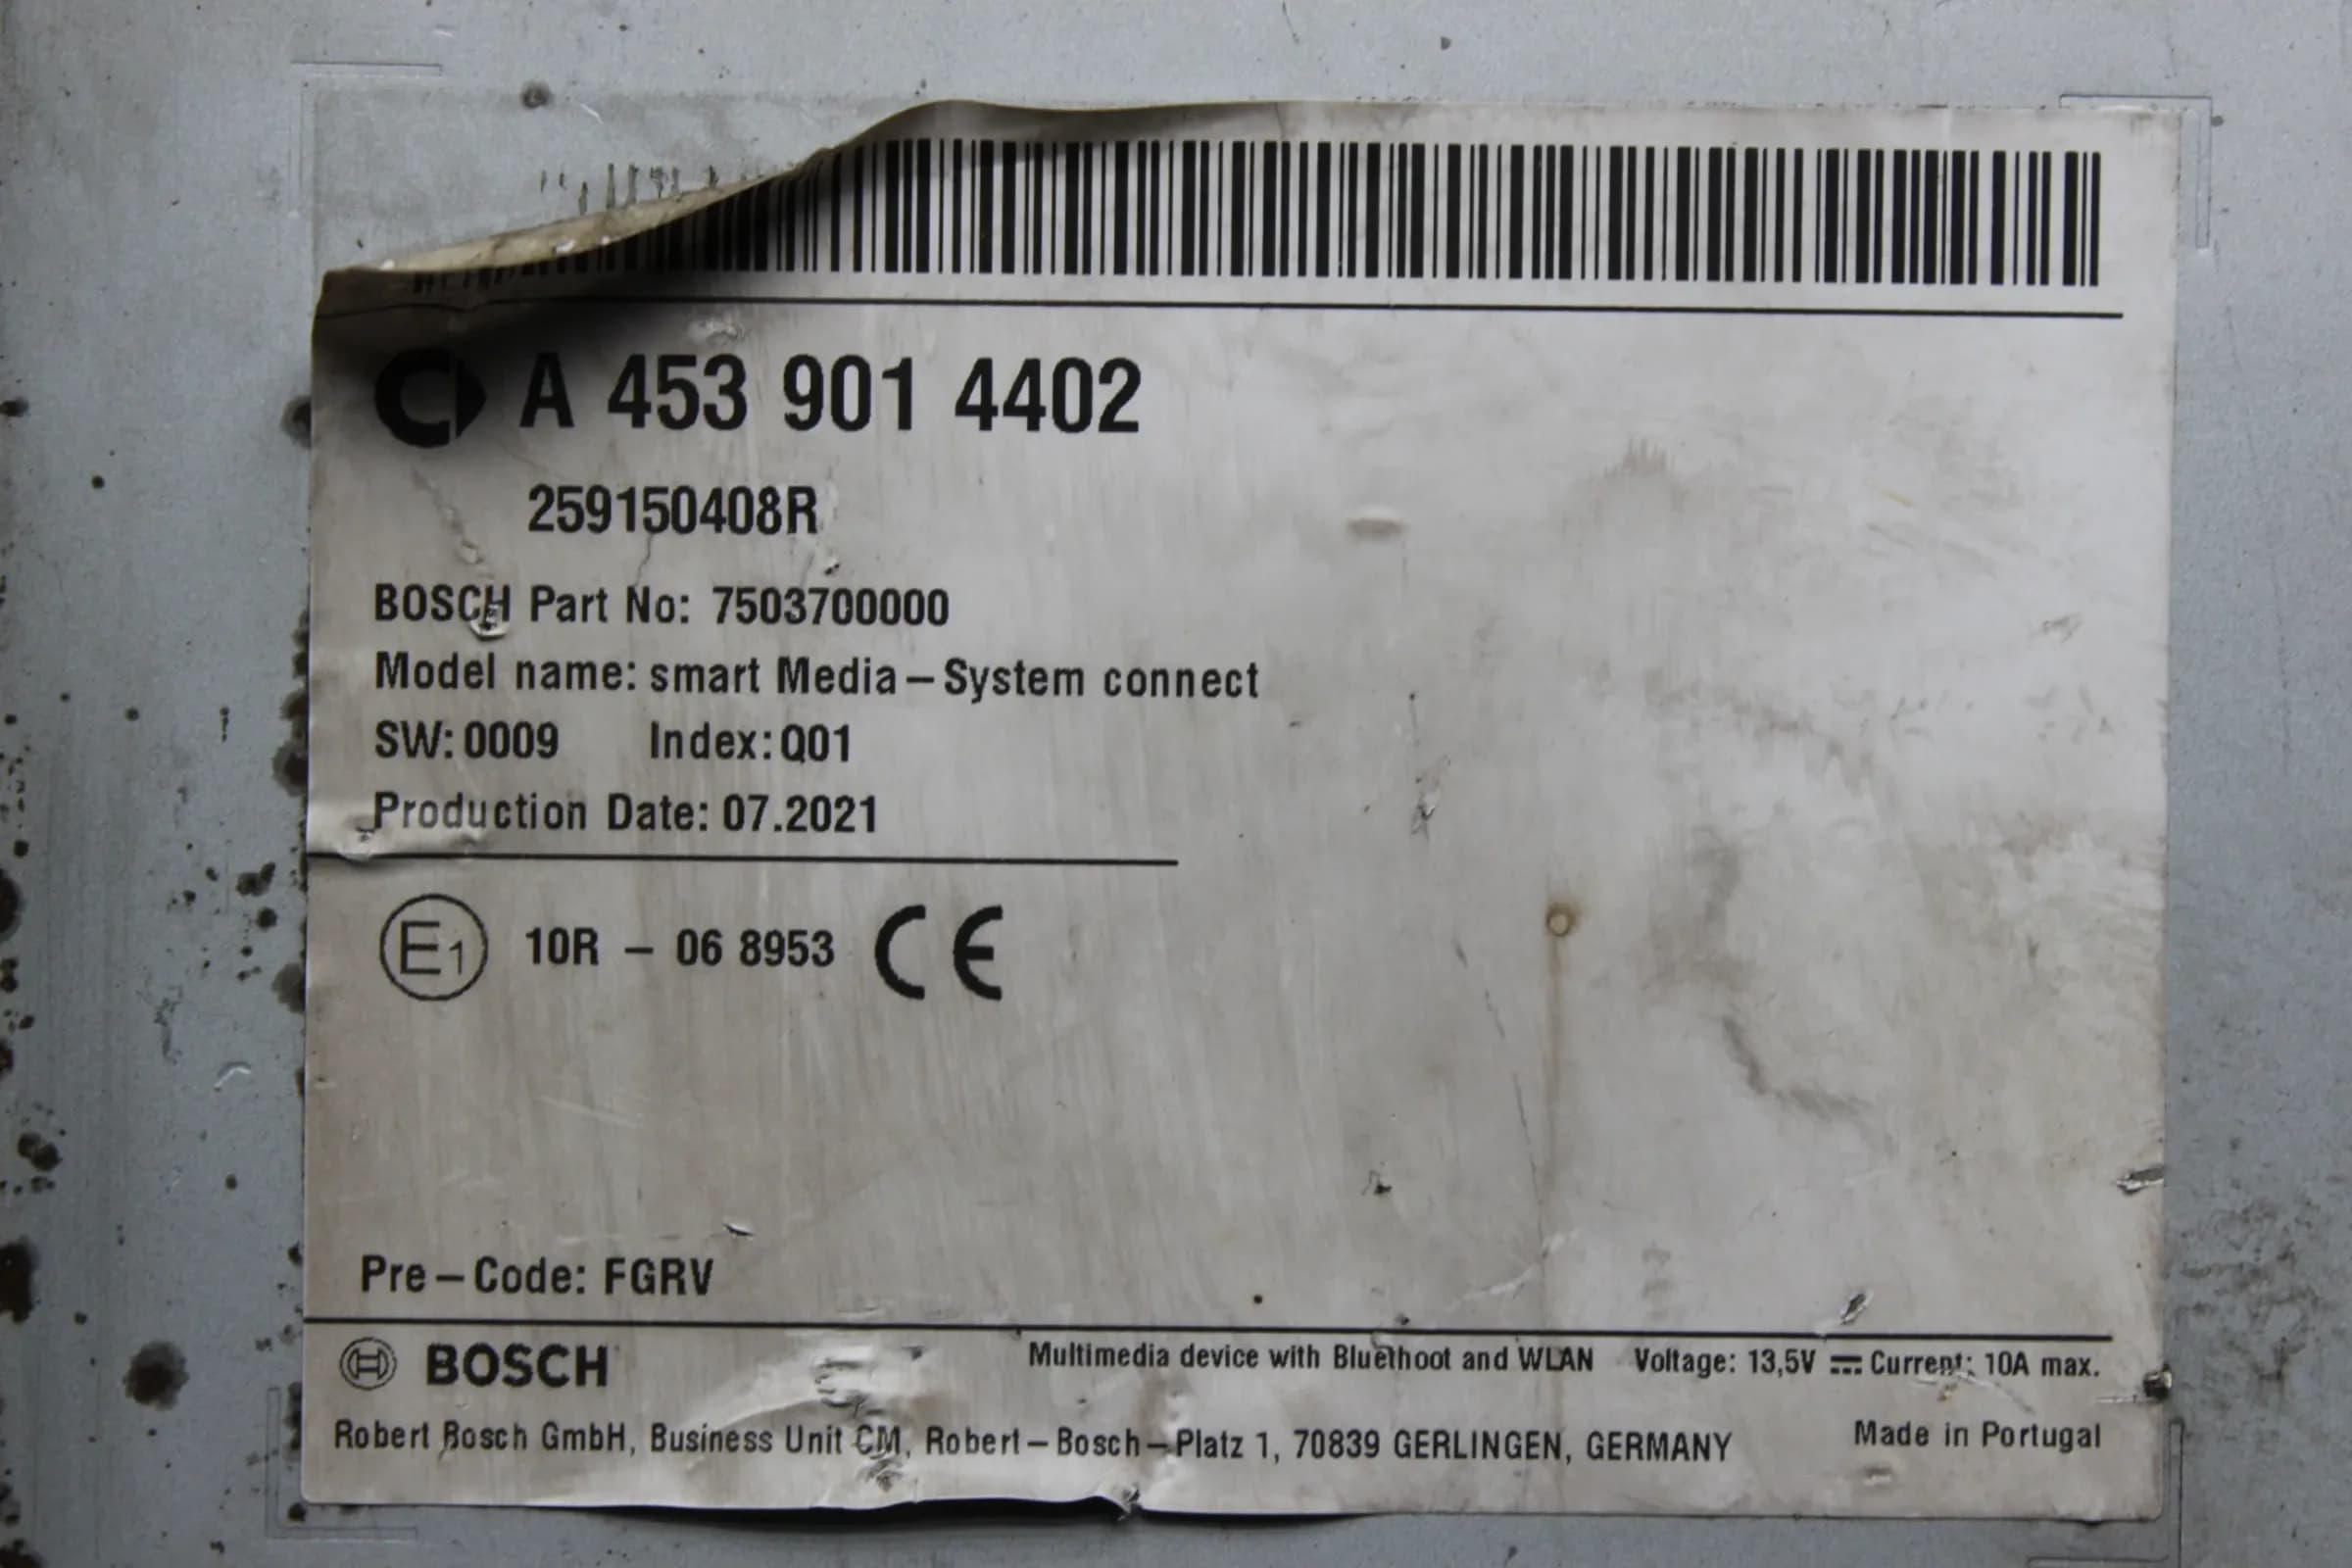 A 453 901 4402
259150408R
BOSCH Part No: 7503700000
Model name: smart Media-System connect
SW: 0009 Index: Q01
Production Date: 07.2021
E1 10R - 06 8953 CE
Pre-Code: FGRV
BOSCH Multimedia device with Bluethoot and WLAN Voltage: 13,5V ⎓ Current: 10A max.
Robert Bosch GmbH, Business Unit CM, Robert-Bosch-Platz 1, 70839 GERLINGEN, GERMANY Made in Portugal